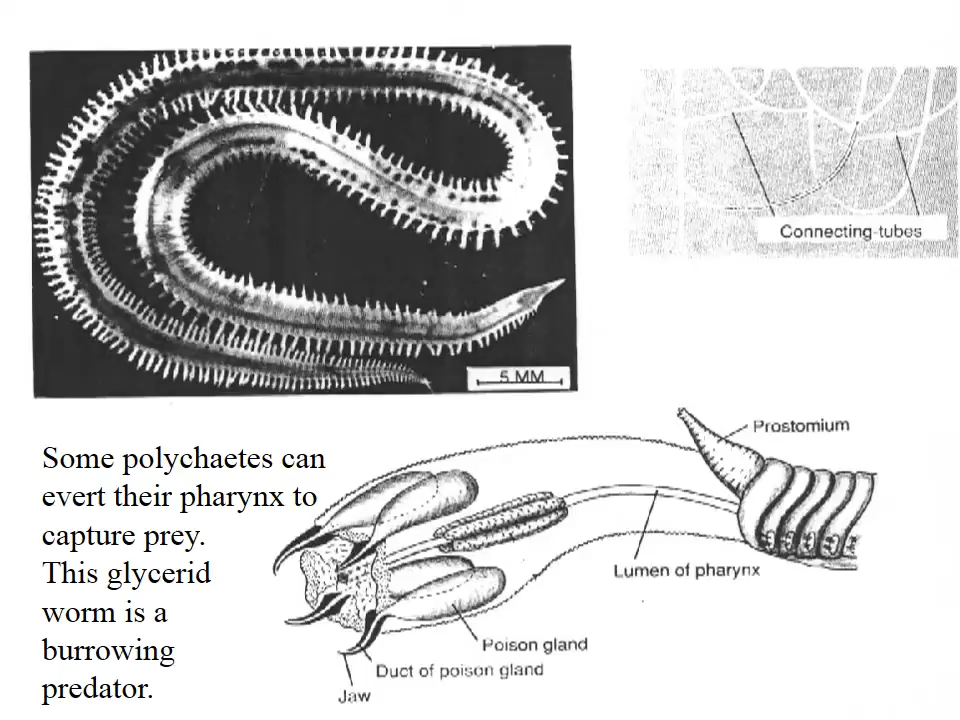 5 MM
Connecting-tubes
Some polychaetes can
evert their pharynx to
capture prey.
This glycerid
worm is a
burrowing
predator.
Prostomium
Lumen of pharynx
Poison gland
Duct of poison gland
Jaw